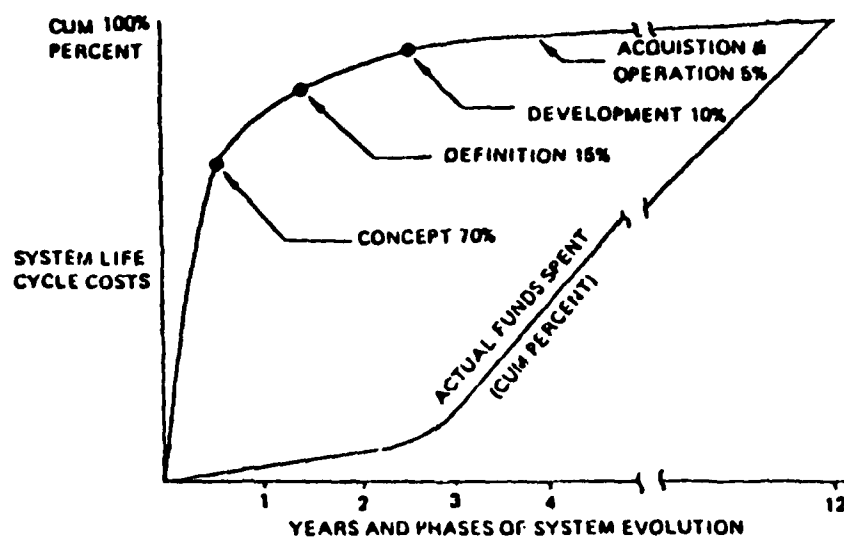 CUM 100%
PERCENT
ACQUISTION &
OPERATION 5%
DEVELOPMENT 10%
DEFINITION 15%
CONCEPT 70%
SYSTEM LIFE
CYCLE COSTS
ACTUAL FUNDS SPENT
(CUM PERCENT)
1 2 3 4 12
YEARS AND PHASES OF SYSTEM EVOLUTION